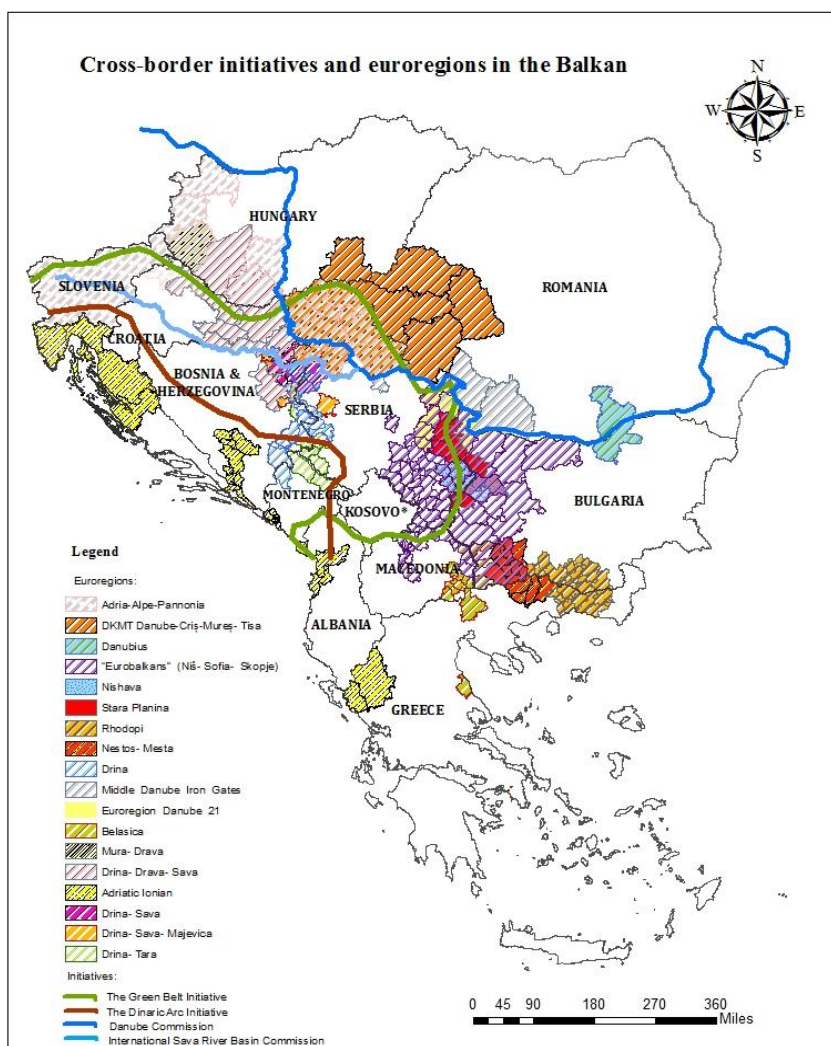 Cross-border initiatives and euroregions in the Balkan
N
W E
S
HUNGARY
ROMANIA
SLOVENIA
CROATIA
BOSNIA &
HERZEGOVINA
SERBIA
MONTENEGRO
KOSOVO*
BULGARIA
MACEDONIA
ALBANIA
GREECE
Legend
Euroregions:
Adria-Alpe-Pannonia
DKMT Danube-Criş-Mureş- Tisa
Danubius
"Eurobalkans" (Niš- Sofia- Skopje)
Nishava
Stara Planina
Rhodopi
Nestos- Mesta
Drina
Middle Danube Iron Gates
Euroregion Danube 21
Belasica
Mura- Drava
Drina- Drava- Sava
Adriatic Ionian
Drina- Sava
Drina- Sava- Majevica
Drina- Tara
Initiatives:
The Green Belt Initiative
The Dinaric Arc Initiative
Danube Commission
International Sava River Basin Commission
0 45 90 180 270 360
Miles